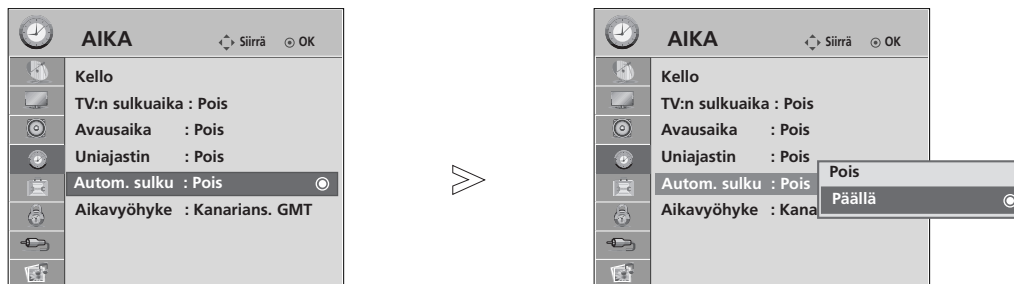 AIKA Siirrä OK
Kello
TV:n sulkuaika : Pois
Avausaika : Pois
Uniajastin : Pois
Autom. sulku : Pois
Aikavyöhyke : Kanarians. GMT
AIKA Siirrä OK
Kello
TV:n sulkuaika : Pois
Avausaika : Pois
Uniajastin : Pois
Autom. sulku : Pois
Aikavyöhyke : Kana
Pois
Päällä